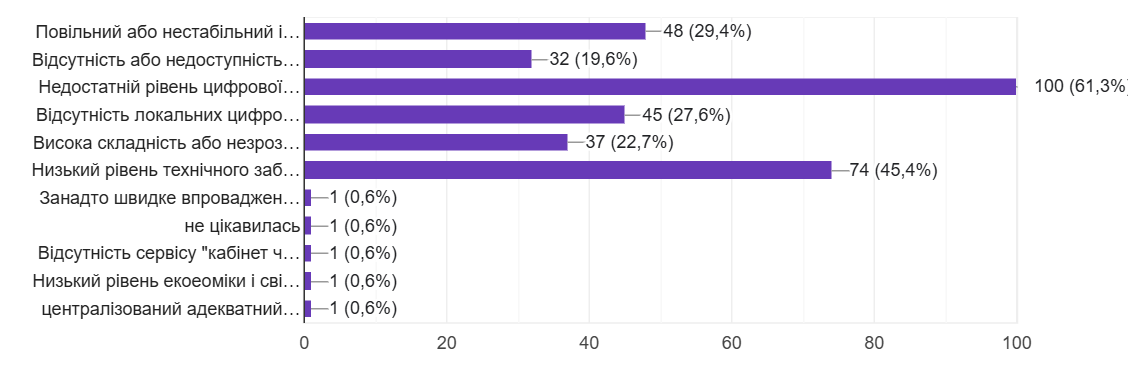 Повільний або нестабільний і… 48 (29,4%)
Відсутність або недоступність… 32 (19,6%)
Недостатній рівень цифрової… 100 (61,3%)
Відсутність локальних цифро… 45 (27,6%)
Висока складність або незроз… 37 (22,7%)
Низький рівень технічного заб… 74 (45,4%)
Занадто швидке впроваджен… 1 (0,6%)
не цікавилась 1 (0,6%)
Відсутність сервісу "кабінет ч… 1 (0,6%)
Низький рівень екоеоміки і сві… 1 (0,6%)
централізований адекватний… 1 (0,6%)
0 20 40 60 80 100